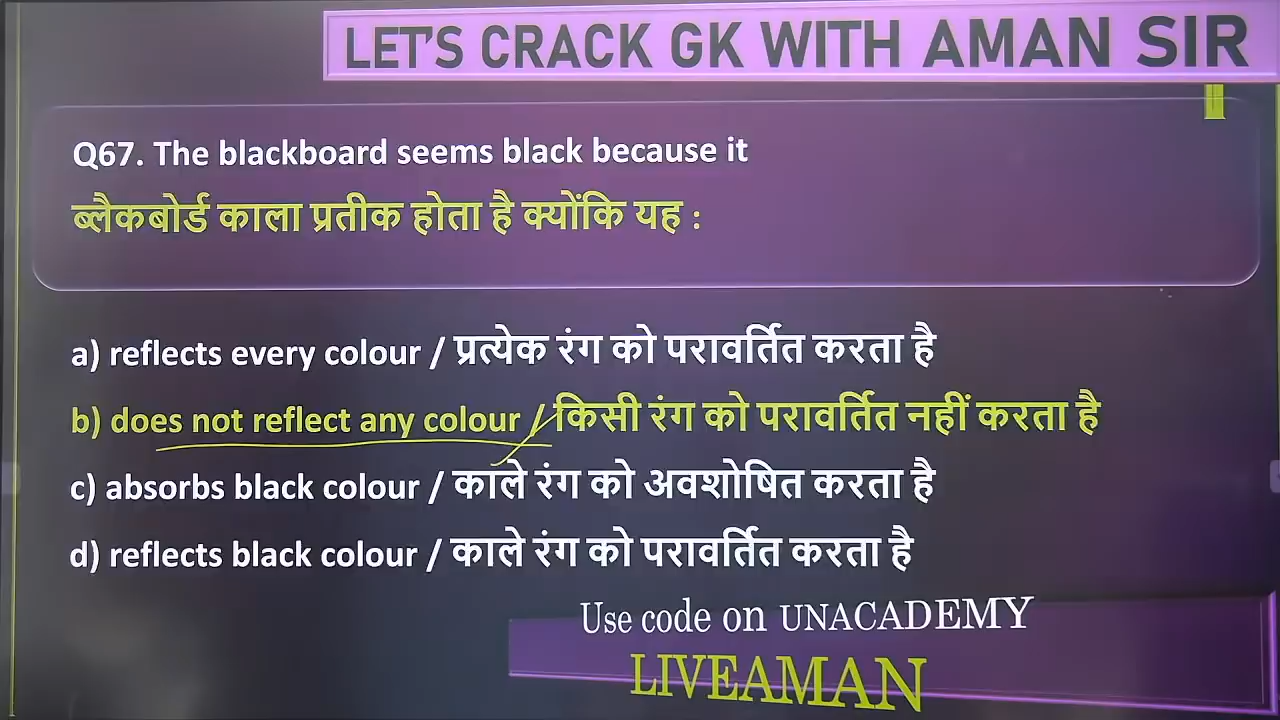 LET'S CRACK GK WITH AMAN SIR
Q67. The blackboard seems black because it
ब्लैकबोर्ड काला प्रतीक होता है क्योंकि यह :
a) reflects every colour / प्रत्येक रंग को परावर्तित करता है
b) does not reflect any colour / किसी रंग को परावर्तित नहीं करता है
c) absorbs black colour / काले रंग को अवशोषित करता है
d) reflects black colour / काले रंग को परावर्तित करता है
Use code on UNACADEMY
LIVEAMAN